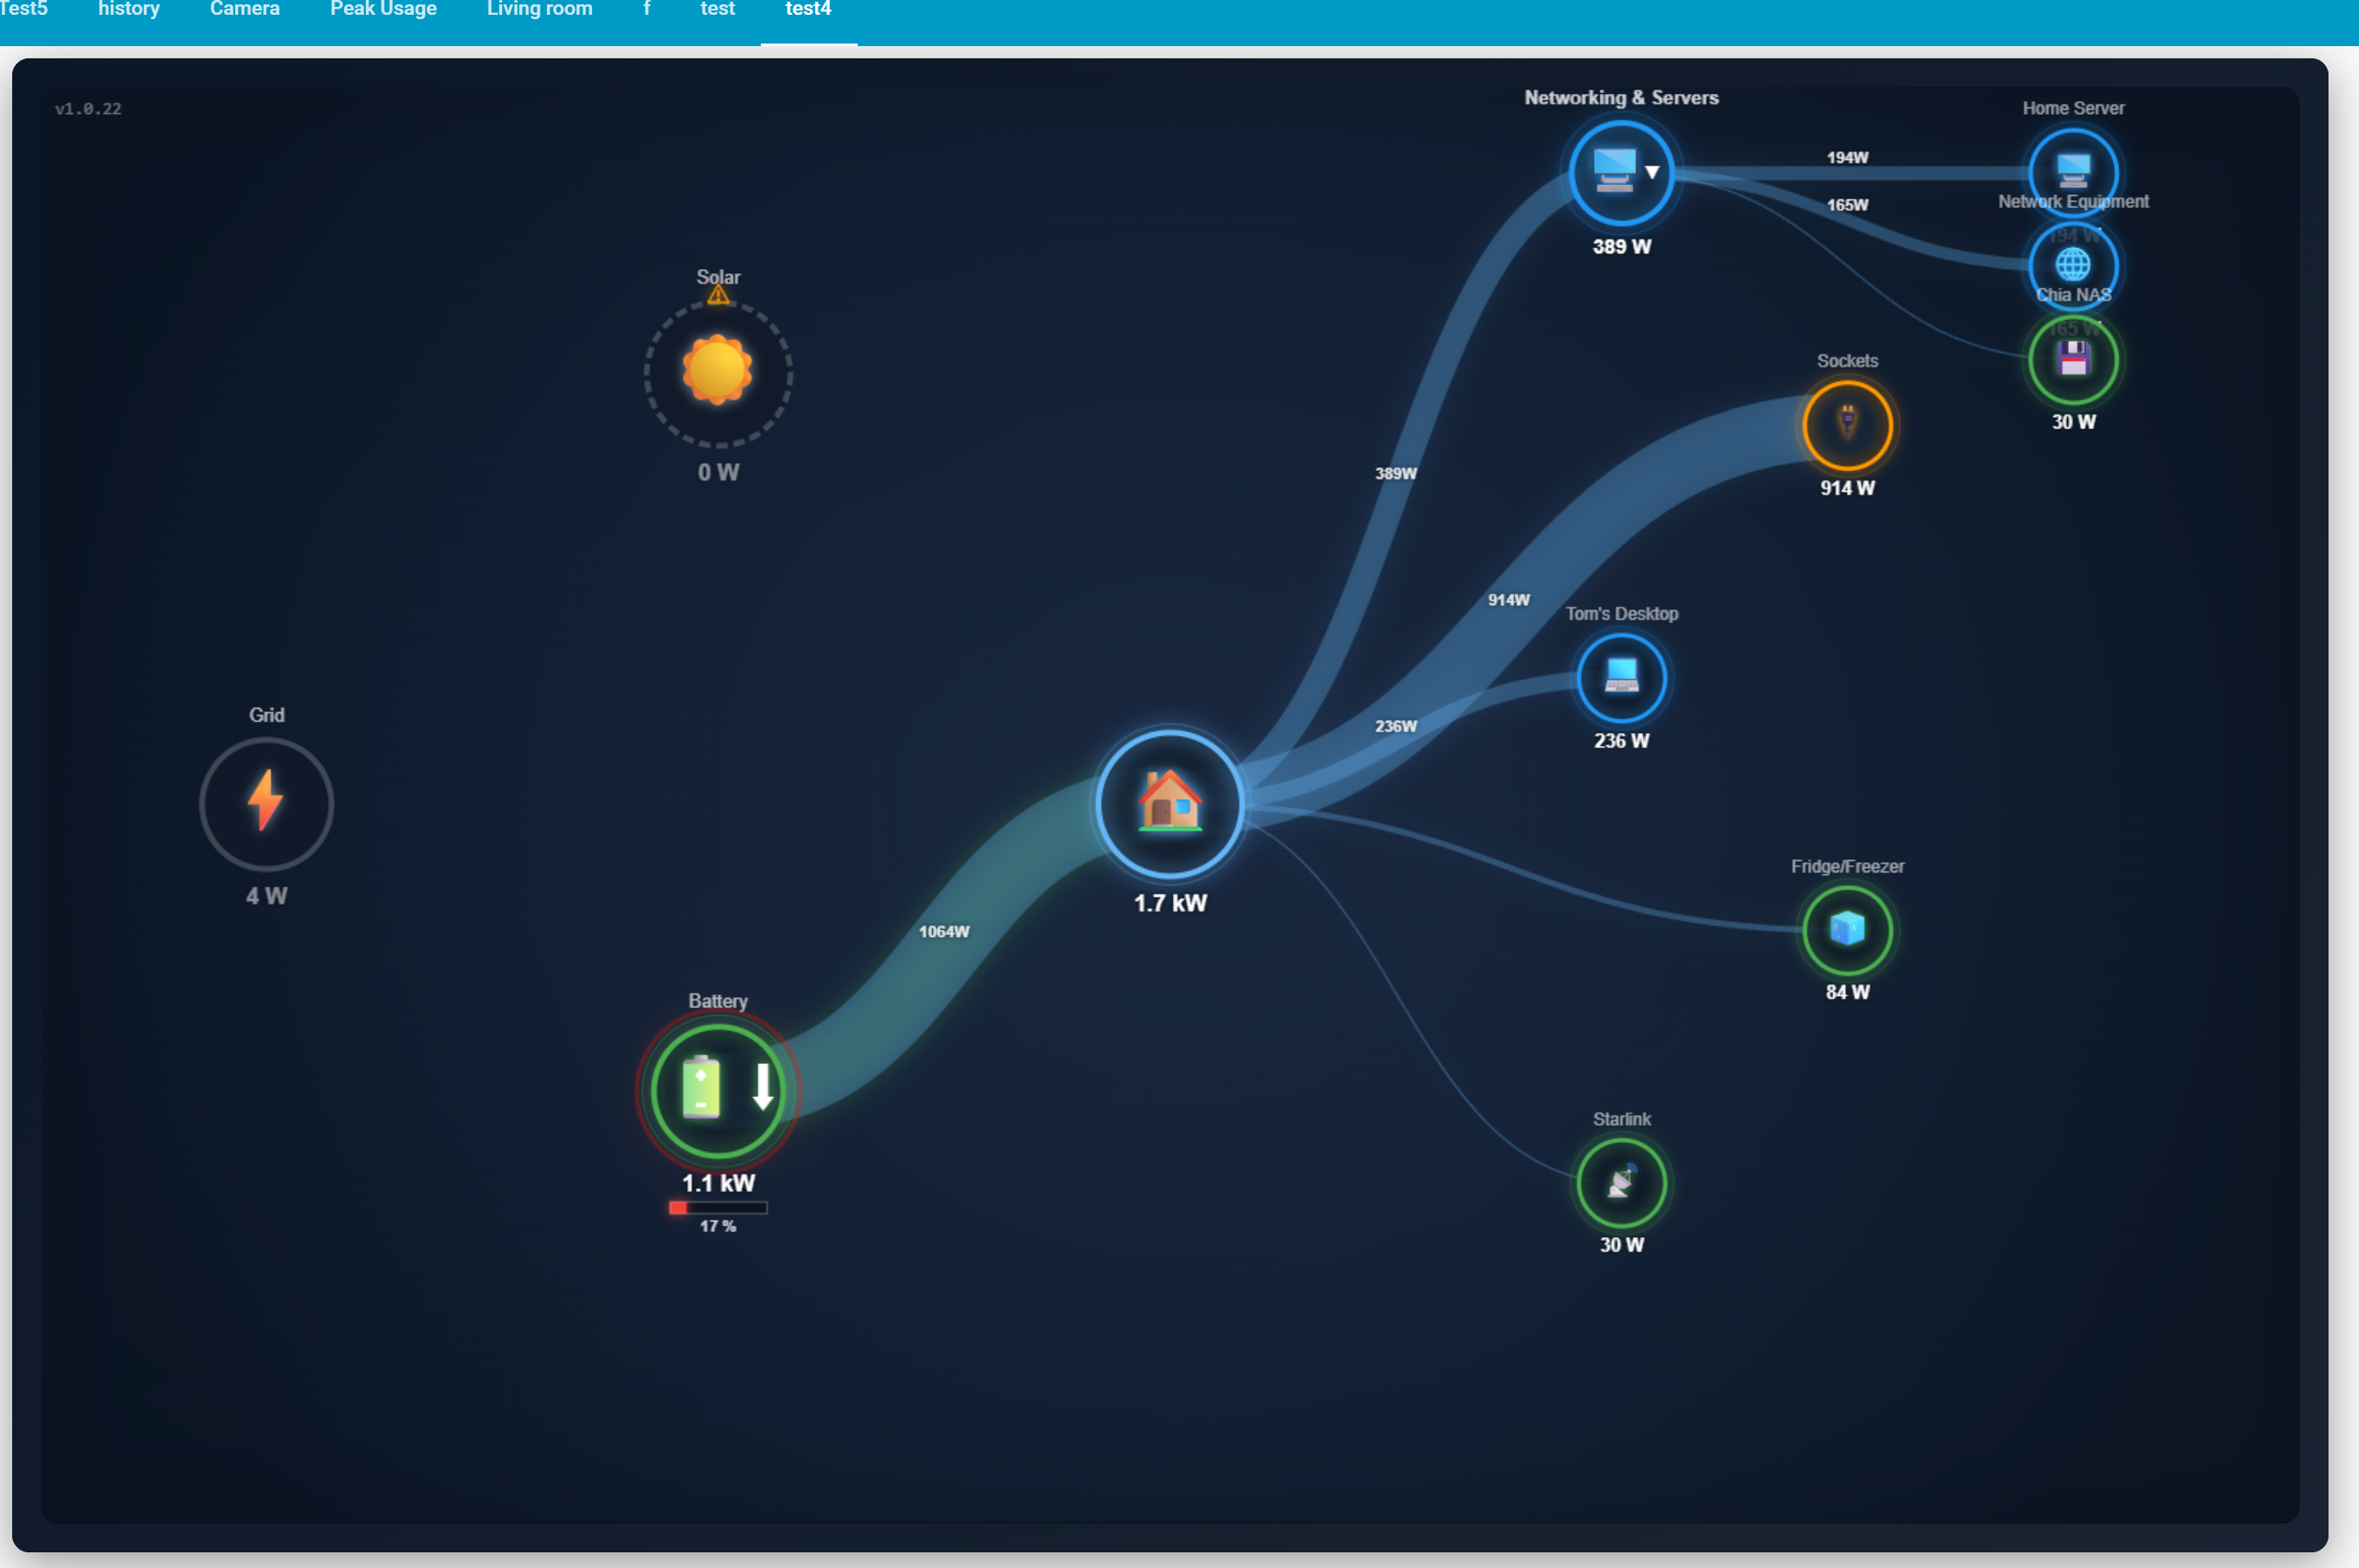 Test5 history Camera Peak Usage Living room f test test4
v1.0.22
Networking & Servers
389 W
Home Server
194W
194 W
165W
Network Equipment
165 W
Chia NAS
30 W
Solar
0 W
Sockets
914 W
389W
914W
Tom's Desktop
236 W
236W
Grid
4 W
1.7 kW
1064W
Fridge/Freezer
84 W
Battery
1.1 kW
17 %
Starlink
30 W